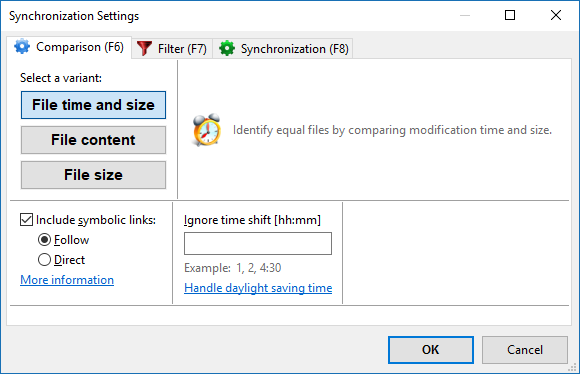 Synchronization Settings
Comparison (F6)
Filter (F7)
Synchronization (F8)
Select a variant:
File time and size
File content
File size
Identify equal files by comparing modification time and size.
Include symbolic links:
Follow
Direct
More information
Ignore time shift [hh:mm]
Example: 1, 2, 4:30
Handle daylight saving time
OK
Cancel